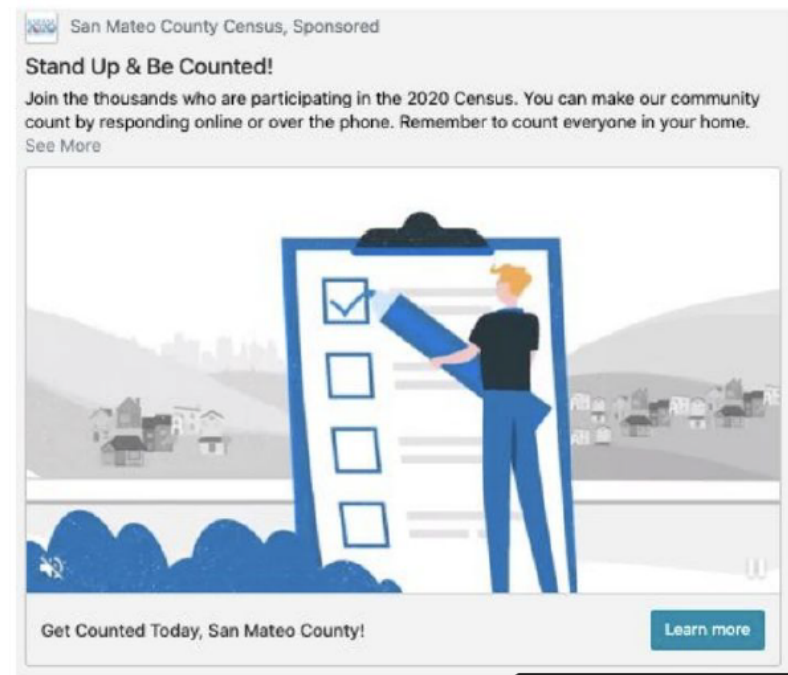 San Mateo County Census, Sponsored
Stand Up & Be Counted!
Join the thousands who are participating in the 2020 Census. You can make our community
count by responding online or over the phone. Remember to count everyone in your home.
See More
Get Counted Today, San Mateo County!
Learn more